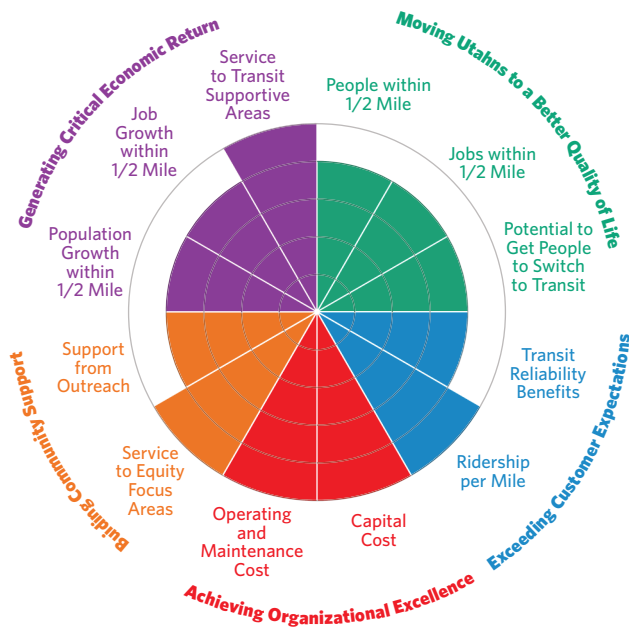 Generating Critical Economic Return
Moving Utahns to a Better Quality of Life
Service
to Transit
Supportive
Areas
People within
1/2 Mile
Job
Growth
within
1/2 Mile
Jobs within
1/2 Mile
Population
Growth
within
1/2 Mile
Potential to
Get People
to Switch
to Transit
Support
from
Outreach
Transit
Reliability
Benefits
Building Community Support
Exceeding Customer Expectations
Service
to Equity
Focus
Areas
Ridership
per Mile
Operating
and
Maintenance
Cost
Capital
Cost
Achieving Organizational Excellence